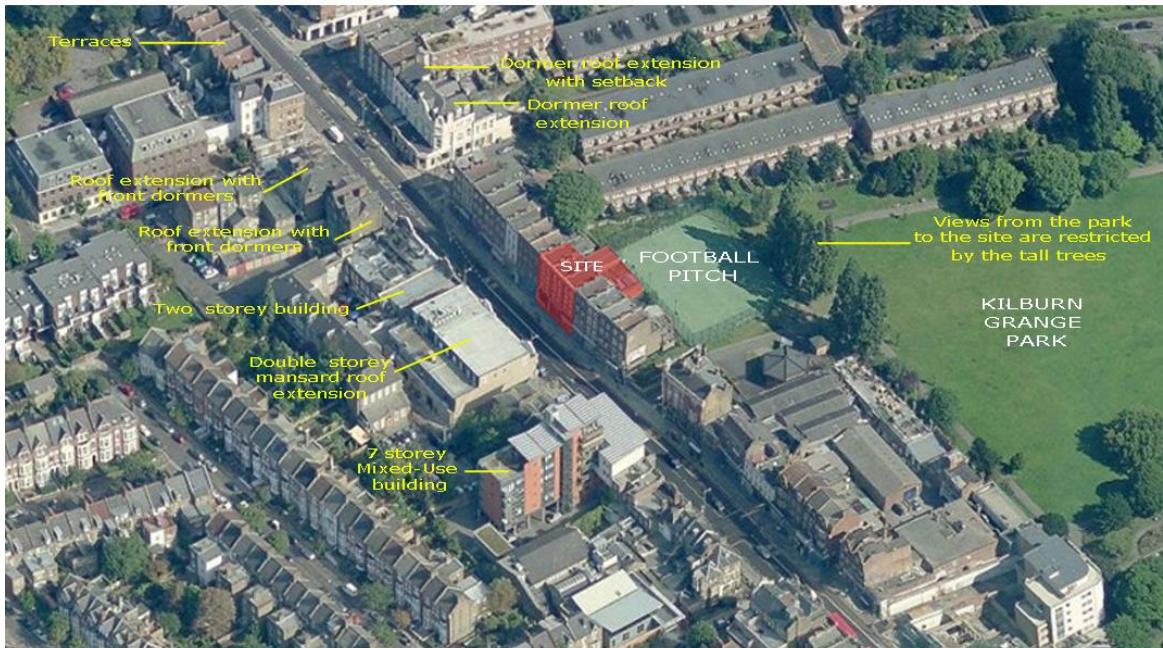 Terraces
Dormer roof extension
with setback
Dormer roof
extension
Roof extension with
front dormers
Roof extension with
front dormers
Two storey building
Double storey
mansard roof
extension
7 storey
Mixed-Use
building
SITE
FOOTBALL
PITCH
Views from the park
to the site are restricted
by the tall trees
KILBURN
GRANGE
PARK